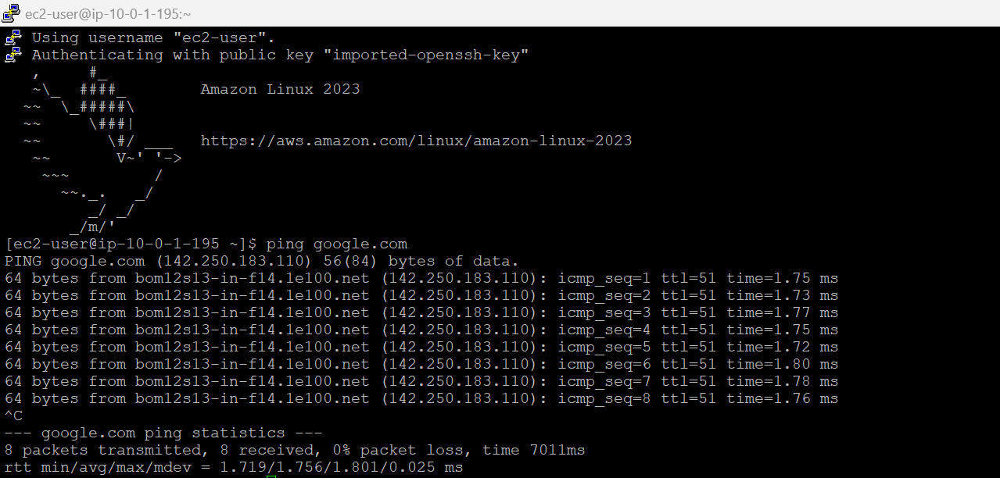 ec2-user@ip-10-0-1-195:~
Using username "ec2-user".
Authenticating with public key "imported-openssh-key"
   ,     #_
   ~\_  ####_        Amazon Linux 2023
  ~~  \_#####\
  ~~     \###|
  ~~       \#/ ___   https://aws.amazon.com/linux/amazon-linux-2023
   ~~       V~' '->
    ~~~         /
      ~~._.   _/
         _/ _/
       _/m/'
[ec2-user@ip-10-0-1-195 ~]$ ping google.com
PING google.com (142.250.183.110) 56(84) bytes of data.
64 bytes from bom12s13-in-f14.1e100.net (142.250.183.110): icmp_seq=1 ttl=51 time=1.75 ms
64 bytes from bom12s13-in-f14.1e100.net (142.250.183.110): icmp_seq=2 ttl=51 time=1.73 ms
64 bytes from bom12s13-in-f14.1e100.net (142.250.183.110): icmp_seq=3 ttl=51 time=1.77 ms
64 bytes from bom12s13-in-f14.1e100.net (142.250.183.110): icmp_seq=4 ttl=51 time=1.75 ms
64 bytes from bom12s13-in-f14.1e100.net (142.250.183.110): icmp_seq=5 ttl=51 time=1.72 ms
64 bytes from bom12s13-in-f14.1e100.net (142.250.183.110): icmp_seq=6 ttl=51 time=1.80 ms
64 bytes from bom12s13-in-f14.1e100.net (142.250.183.110): icmp_seq=7 ttl=51 time=1.78 ms
64 bytes from bom12s13-in-f14.1e100.net (142.250.183.110): icmp_seq=8 ttl=51 time=1.76 ms
^C
--- google.com ping statistics ---
8 packets transmitted, 8 received, 0% packet loss, time 7011ms
rtt min/avg/max/mdev = 1.719/1.756/1.801/0.025 ms